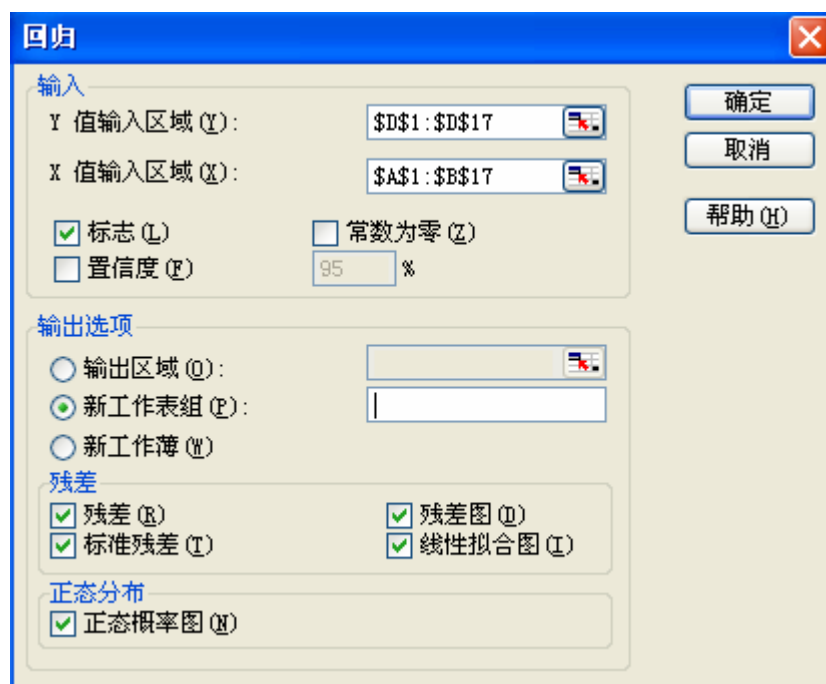 回归
输入
Y 值输入区域(Y):
$D$1:$D$17
X 值输入区域(X):
$A$1:$B$17
标志(L)
常数为零(Z)
置信度(F)
95
%
确定
取消
帮助(H)
输出选项
输出区域(O):
新工作表组(P):
新工作薄(W)
残差
残差(R)
残差图(D)
标准残差(T)
线性拟合图(I)
正态分布
正态概率图(N)